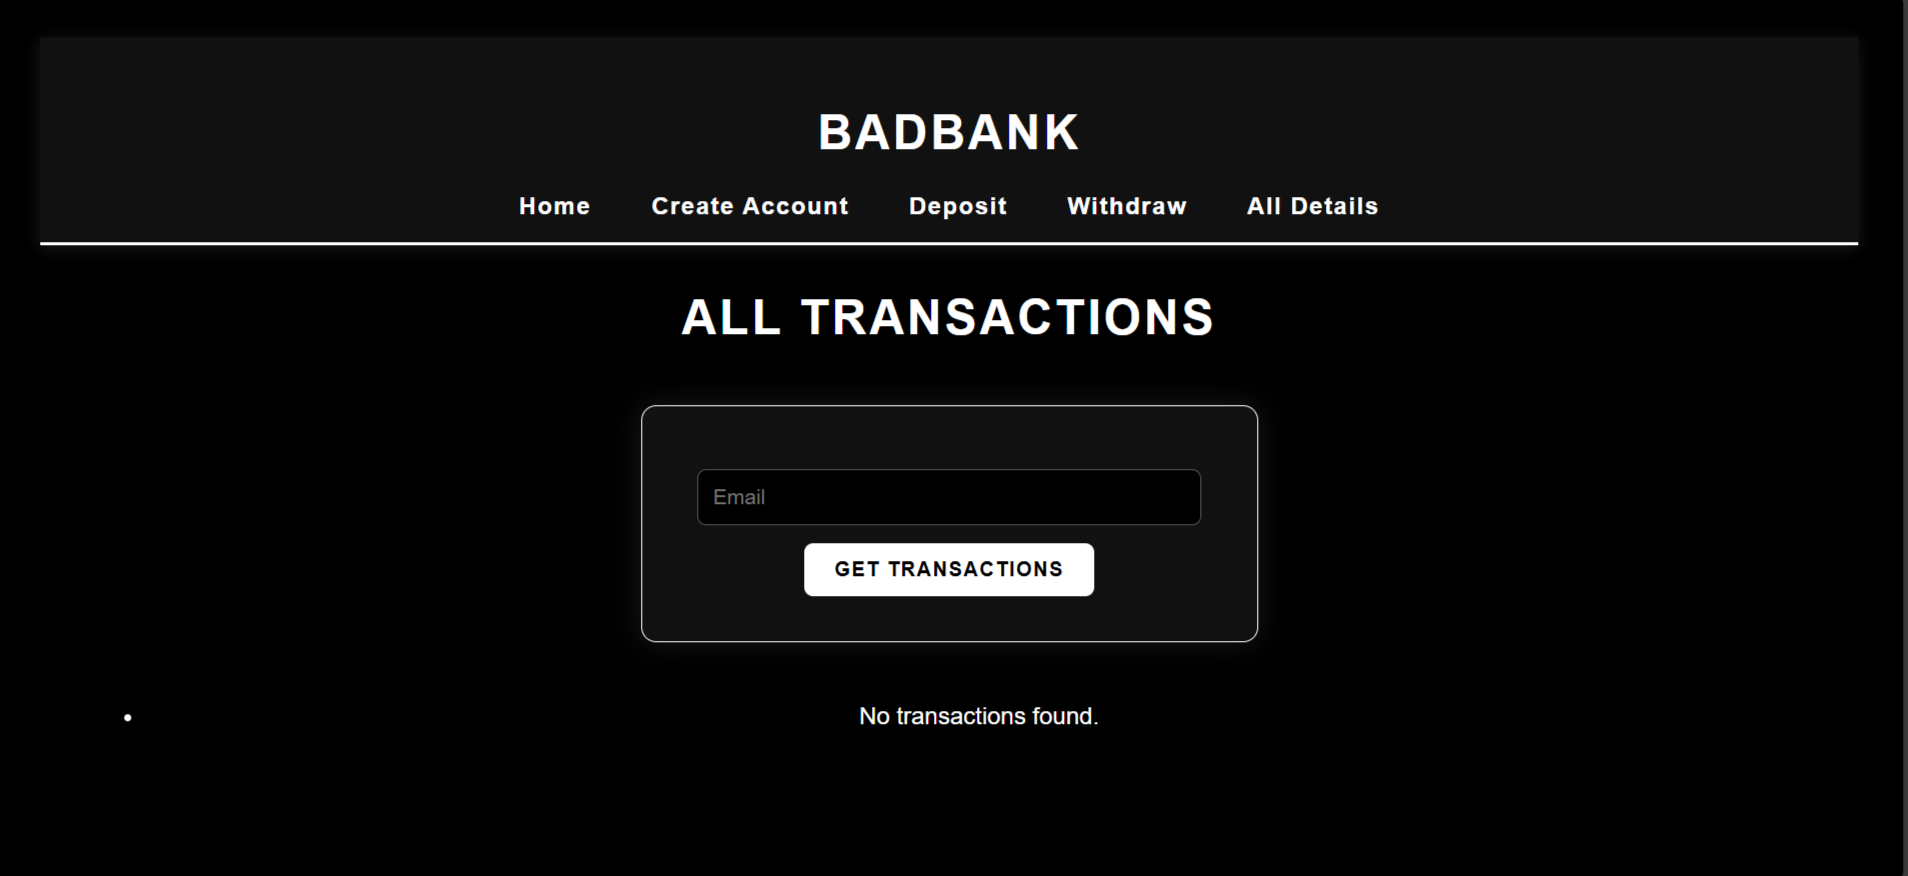 BADBANK
Home Create Account Deposit Withdraw All Details
ALL TRANSACTIONS
Email
GET TRANSACTIONS
• No transactions found.